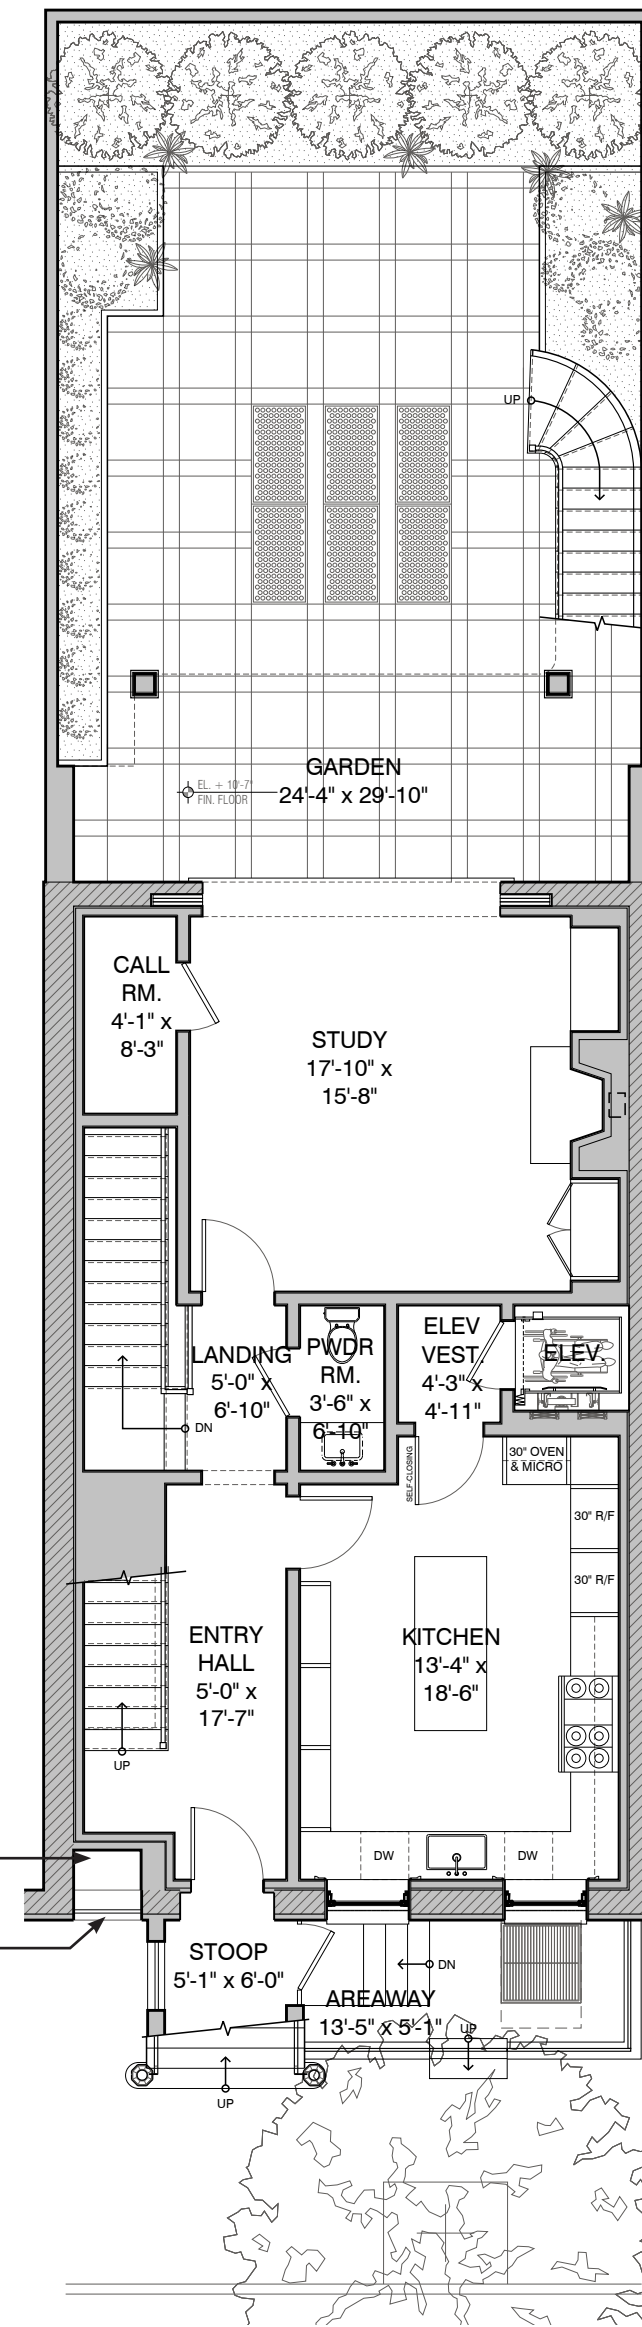 UP
GARDEN
24'-4" x 29'-10"
EL. + 10'-7"
FIN. FLOOR
CALL
RM.
4'-1" x
8'-3"
STUDY
17'-10" x
15'-8"
LANDING
5'-0" x
6'-10"
DN
PWDR
RM.
3'-6" x
6'-10"
ELEV
VEST.
4'-3" x
4'-11"
ELEV.
SELF-CLOSING
30" OVEN
& MICRO
30" R/F
30" R/F
ENTRY
HALL
5'-0" x
17'-7"
KITCHEN
13'-4" x
18'-6"
UP
DW
DW
STOOP
5'-1" x 6'-0"
DN
AREAWAY
13'-5" x 5'-1"
UP
UP